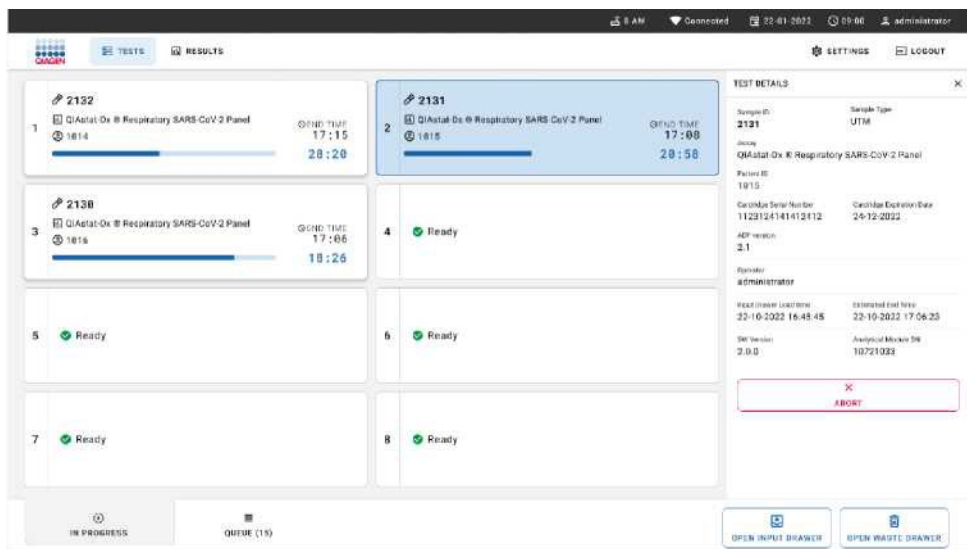 8 AM Connected 22-01-2022 09:00 administrator
QIAGEN TESTS RESULTS SETTINGS LOGOUT
1
2132
QIAstat-Dx ® Respiratory SARS-CoV-2 Panel
1014
END TIME
17:15
28:20
2
2131
QIAstat-Dx ® Respiratory SARS-CoV-2 Panel
1015
END TIME
17:08
20:58
3
2130
QIAstat-Dx ® Respiratory SARS-CoV-2 Panel
1016
END TIME
17:06
18:26
4 Ready
5 Ready
6 Ready
7 Ready
8 Ready
TEST DETAILS
Sample ID Sample Type
2131 UTM
Assay
QIAstat-Dx ® Respiratory SARS-CoV-2 Panel
Patient ID
1015
Cartridge Serial Number Cartridge Expiration Date
1123124141412412 24-12-2022
ADF version
2.1
Operator
administrator
Input Drawer Load time Estimated End time
22-10-2022 16:45:45 22-10-2022 17:06:23
SW Version Analytical Module SN
2.0.0 10721033
ABORT
IN PROGRESS QUEUE (15) OPEN INPUT DRAWER OPEN WASTE DRAWER